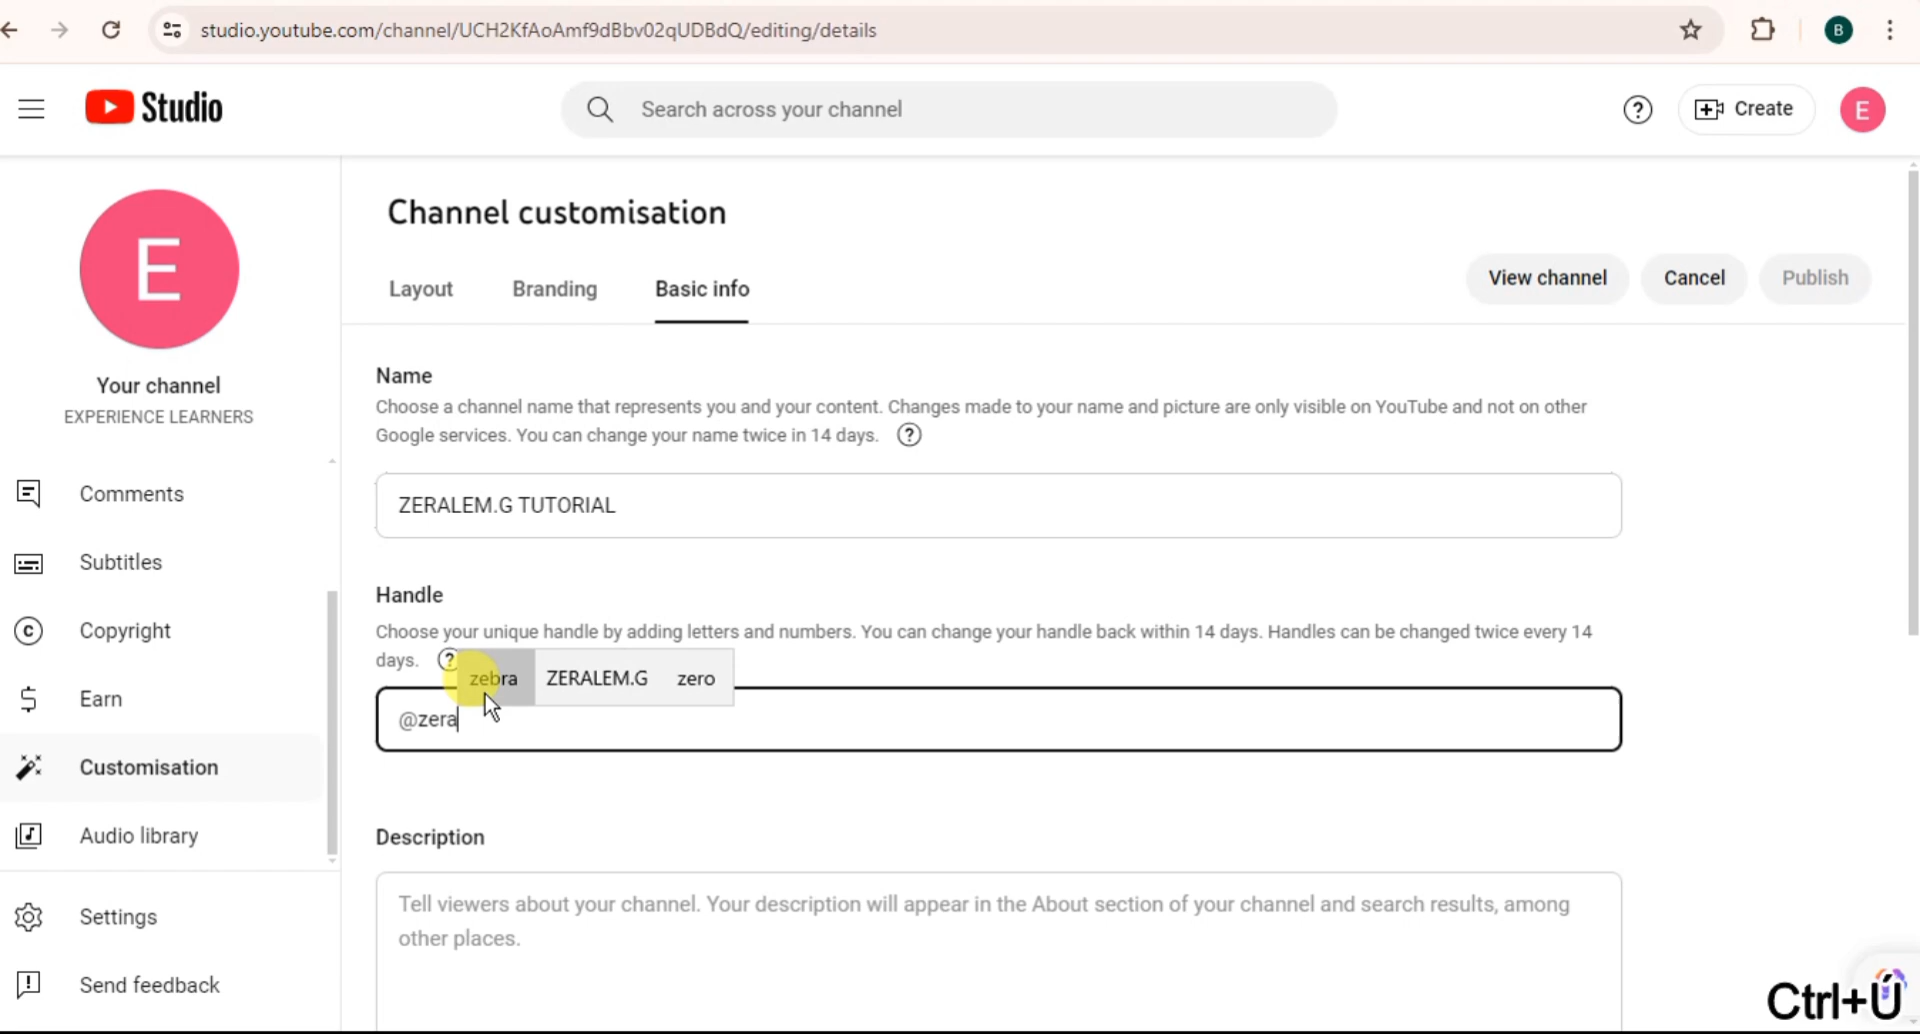 studio.youtube.com/channel/UCH2KfAoAmf9dBbv02qUDBdQ/editing/details
B
Studio
Search across your channel
?
Create
E
E
Your channel
EXPERIENCE LEARNERS
Comments
Subtitles
Copyright
Earn
Customisation
Audio library
Settings
Send feedback
Channel customisation
Layout Branding Basic info
View channel Cancel Publish
Name
Choose a channel name that represents you and your content. Changes made to your name and picture are only visible on YouTube and not on other
Google services. You can change your name twice in 14 days. ?
ZERALEM.G TUTORIAL
Handle
Choose your unique handle by adding letters and numbers. You can change your handle back within 14 days. Handles can be changed twice every 14
days. ?
zebra ZERALEM.G zero
@zera
Description
Tell viewers about your channel. Your description will appear in the About section of your channel and search results, among
other places.
Ctrl+Ú